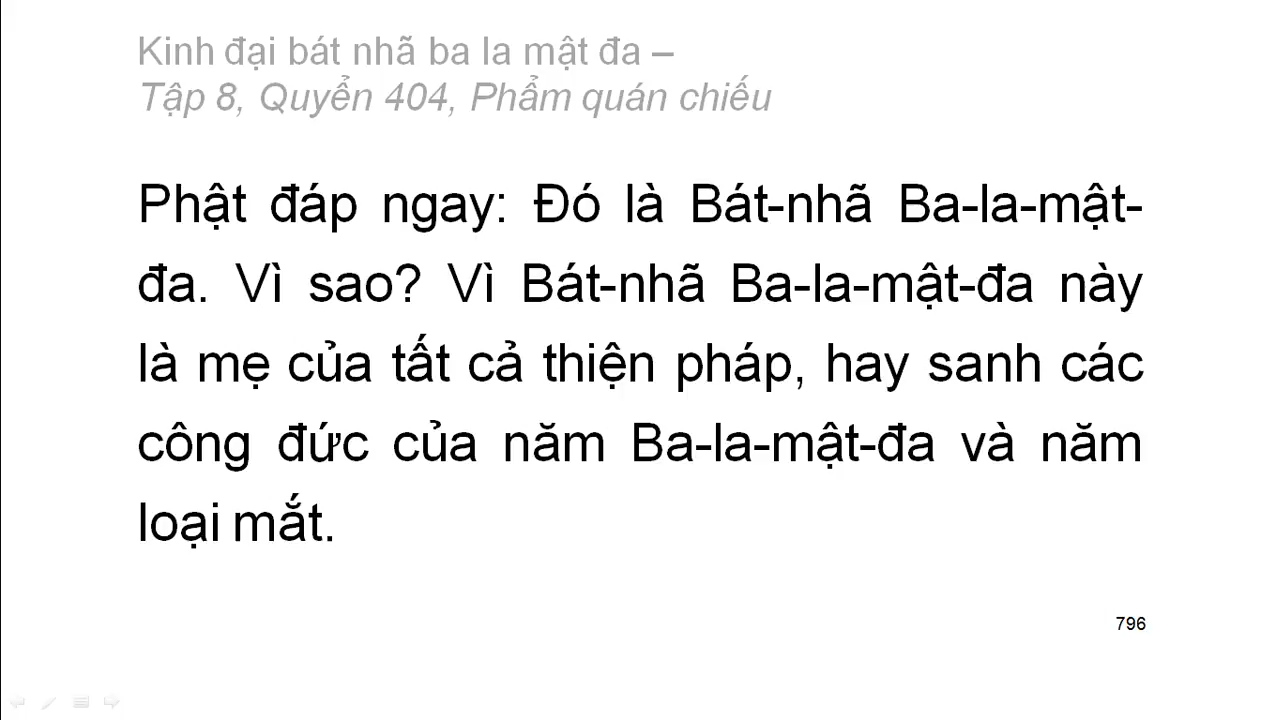 Kinh đại bát nhã ba la mật đa –
Tập 8, Quyển 404, Phẩm quán chiếu
Phật đáp ngay: Đó là Bát-nhã Ba-la-mật-
đa. Vì sao? Vì Bát-nhã Ba-la-mật-đa này
là mẹ của tất cả thiện pháp, hay sanh các
công đức của năm Ba-la-mật-đa và năm
loại mắt.
796